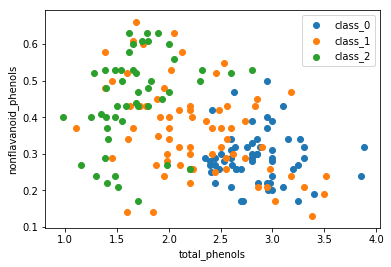 class_0
class_1
class_2
nonflavanoid_phenols
0.6
0.5
0.4
0.3
0.2
0.1
1.0 1.5 2.0 2.5 3.0 3.5 4.0
total_phenols